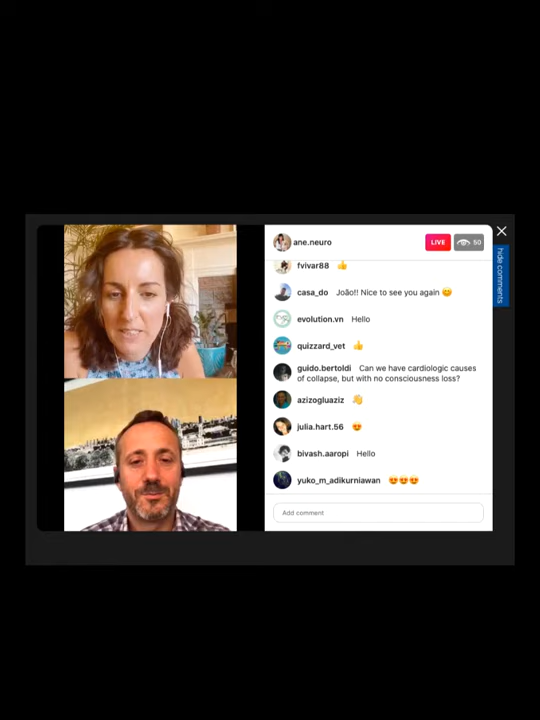 ane.neuro
LIVE
50
hide comments
fvivar88 👍
casa_do João!! Nice to see you again 😊
evolution.vn Hello
quizzard_vet 👍
guido.bertoldi Can we have cardiologic causes
of collapse, but with no consciousness loss?
azizogluaziz 👋
julia.hart.56 😍
bivash.aaropi Hello
yuko_m_adikurniawan 😍😍😍
Add comment